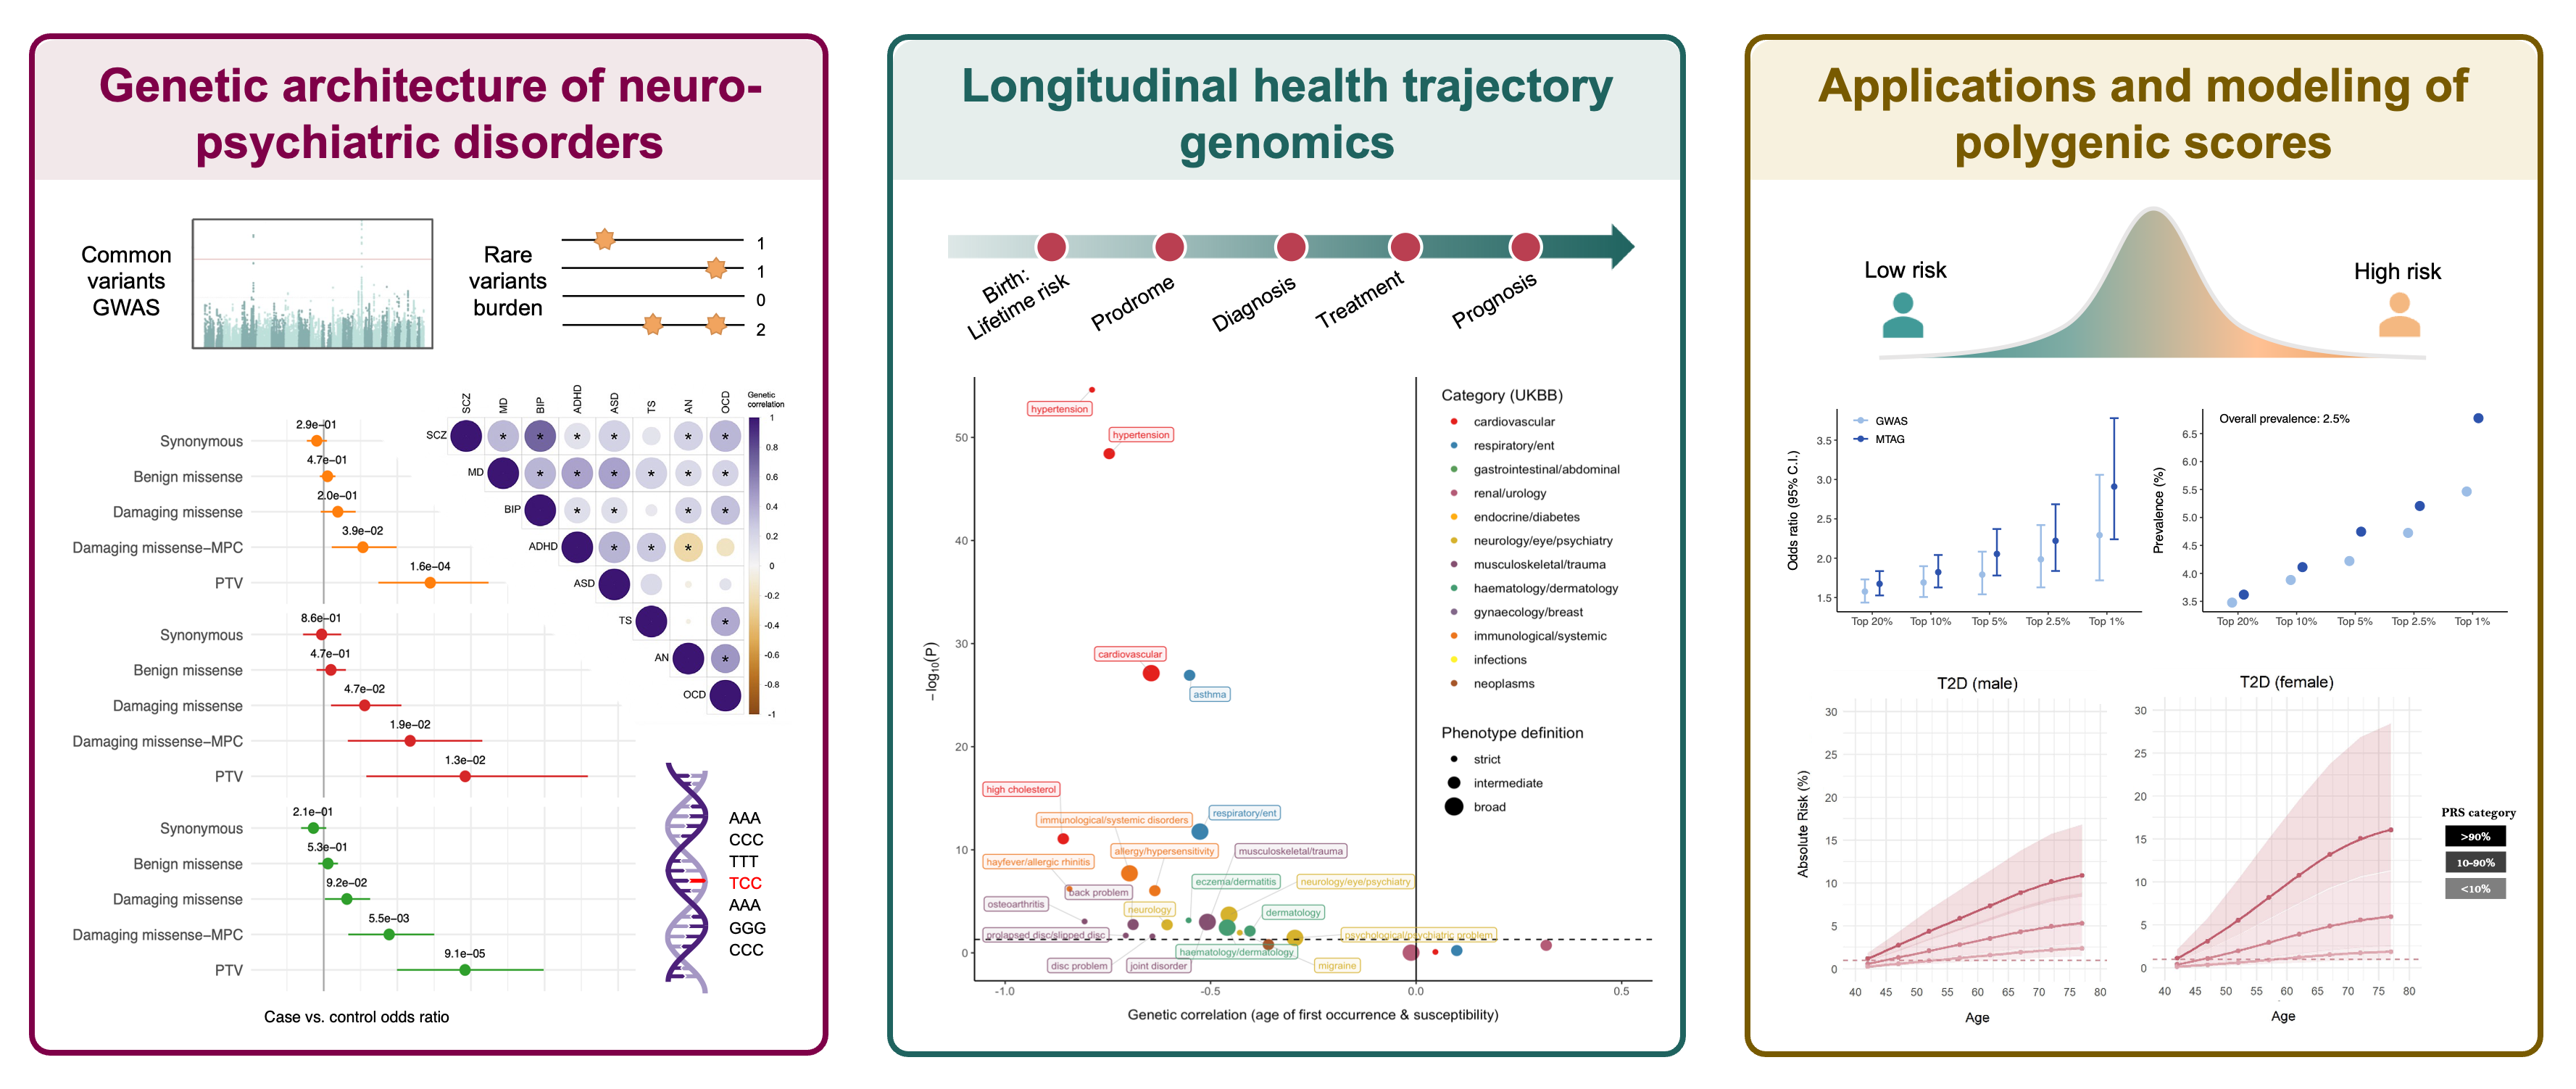 Genetic architecture of neuro-
psychiatric disorders
Common
variants
GWAS
Rare
variants
burden
1
1
0
2
SCZ
MD
BIP
ADHD
ASD
TS
AN
OCD
Genetic
correlation
SCZ
MD
BIP
ADHD
ASD
TS
AN
OCD
1
0.8
0.6
0.4
0.2
0
-0.2
-0.4
-0.6
-0.8
-1
Synonymous
2.9e−01
Benign missense
4.7e−01
Damaging missense
2.0e−01
Damaging missense−MPC
3.9e−02
PTV
1.6e−04
Synonymous
8.6e−01
Benign missense
4.7e−01
Damaging missense
4.7e−02
Damaging missense−MPC
1.9e−02
PTV
1.3e−02
Synonymous
2.1e−01
Benign missense
5.3e−01
Damaging missense
9.2e−02
Damaging missense−MPC
5.5e−03
PTV
9.1e−05
Case vs. control odds ratio
AAA
CCC
TTT
TCC
AAA
GGG
CCC
Longitudinal health trajectory
genomics
Birth:
Lifetime risk
Prodrome
Diagnosis
Treatment
Prognosis
−log10(P)
50
40
30
20
10
0
hypertension
hypertension
cardiovascular
asthma
high cholesterol
immunological/systemic disorders
respiratory/ent
hayfever/allergic rhinitis
allergy/hypersensitivity
musculoskeletal/trauma
back problem
eczema/dermatitis
neurology/eye/psychiatry
osteoarthritis
neurology
dermatology
prolapsed disc/slipped disc
psychological/psychiatric problem
haematology/dermatology
disc problem
joint disorder
migraine
-1.0
-0.5
0.0
0.5
Genetic correlation (age of first occurrence & susceptibility)
Category (UKBB)
cardiovascular
respiratory/ent
gastrointestinal/abdominal
renal/urology
endocrine/diabetes
neurology/eye/psychiatry
musculoskeletal/trauma
haematology/dermatology
gynaecology/breast
immunological/systemic
infections
neoplasms
Phenotype definition
strict
intermediate
broad
Applications and modeling of
polygenic scores
Low risk
High risk
GWAS
MTAG
Odds ratio (95% C.I.)
3.5
3.0
2.5
2.0
1.5
Top 20%
Top 10%
Top 5%
Top 2.5%
Top 1%
Overall prevalence: 2.5%
Prevalence (%)
6.5
6.0
5.5
5.0
4.5
4.0
3.5
Top 20%
Top 10%
Top 5%
Top 2.5%
Top 1%
T2D (male)
Absolute Risk (%)
30
25
20
15
10
5
0
40 45 50 55 60 65 70 75 80
Age
T2D (female)
30
25
20
15
10
5
0
40 45 50 55 60 65 70 75 80
Age
PRS category
>90%
10-90%
<10%